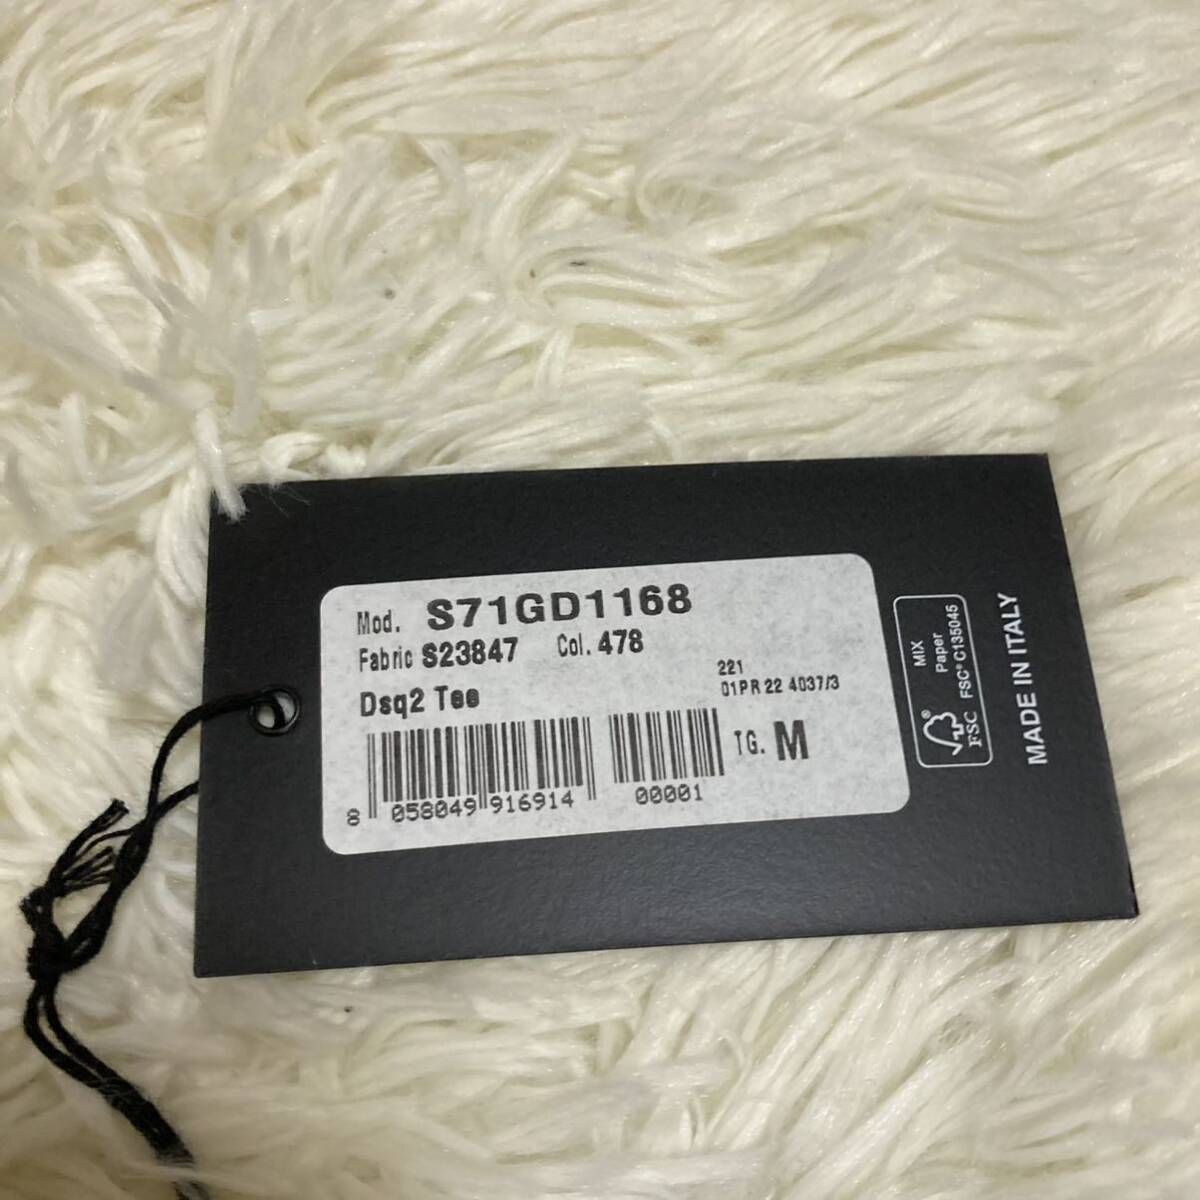 Mod. S71GD1168
Fabric S23847 Col. 478
Dsq2 Tee
221
01PR 22 4037/3
TG. M
8 058049 916914 00001
MIX
Paper
FSC® C135045
®
FSC
MADE IN ITALY